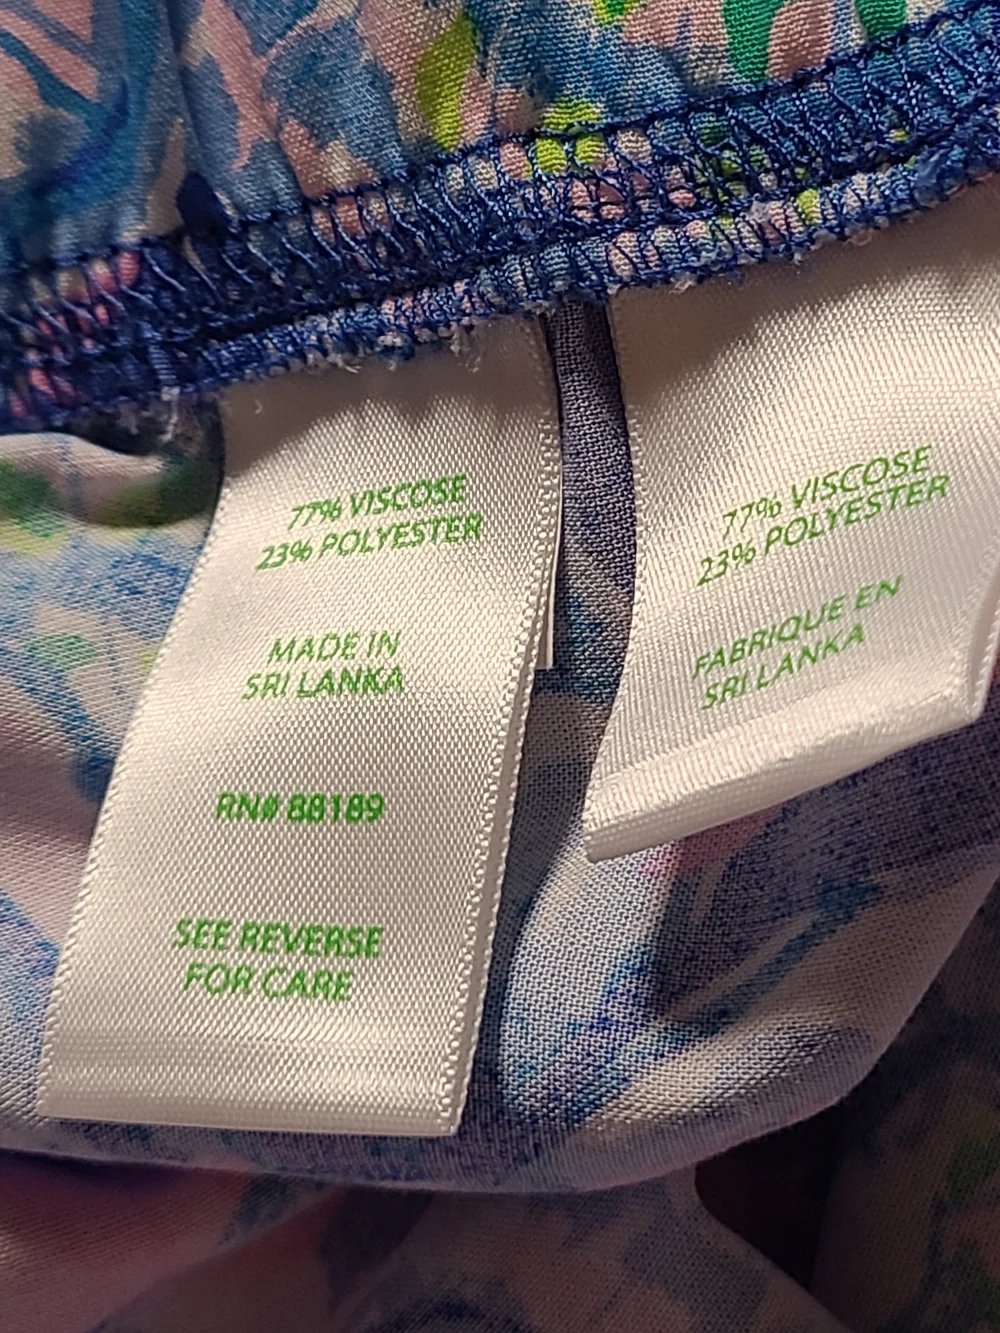 77% VISCOSE
23% POLYESTER
MADE IN
SRI LANKA
RN# 88189
SEE REVERSE
FOR CARE
77% VISCOSE
23% POLYESTER
FABRIQUE EN
SRI LANKA